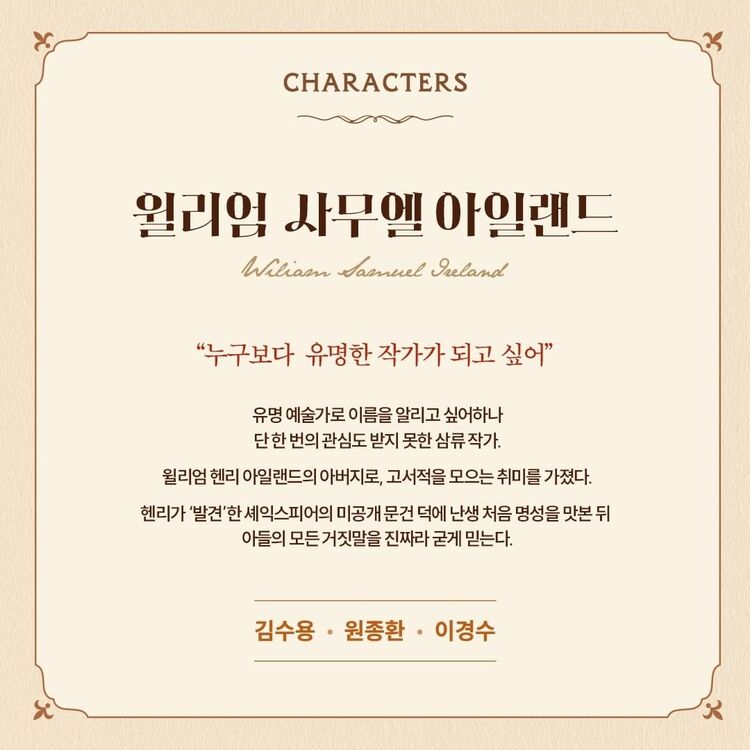 CHARACTERS
윌리엄 사무엘 아일랜드
Wiliam Samuel Ireland
“누구보다 유명한 작가가 되고 싶어”
유명 예술가로 이름을 알리고 싶어하나
단 한 번의 관심도 받지 못한 삼류 작가.
윌리엄 헨리 아일랜드의 아버지로, 고서적을 모으는 취미를 가졌다.
헨리가 ‘발견’한 셰익스피어의 미공개 문건 덕에 난생 처음 명성을 맛본 뒤
아들의 모든 거짓말을 진짜라 굳게 믿는다.
김수용 • 원종환 • 이경수